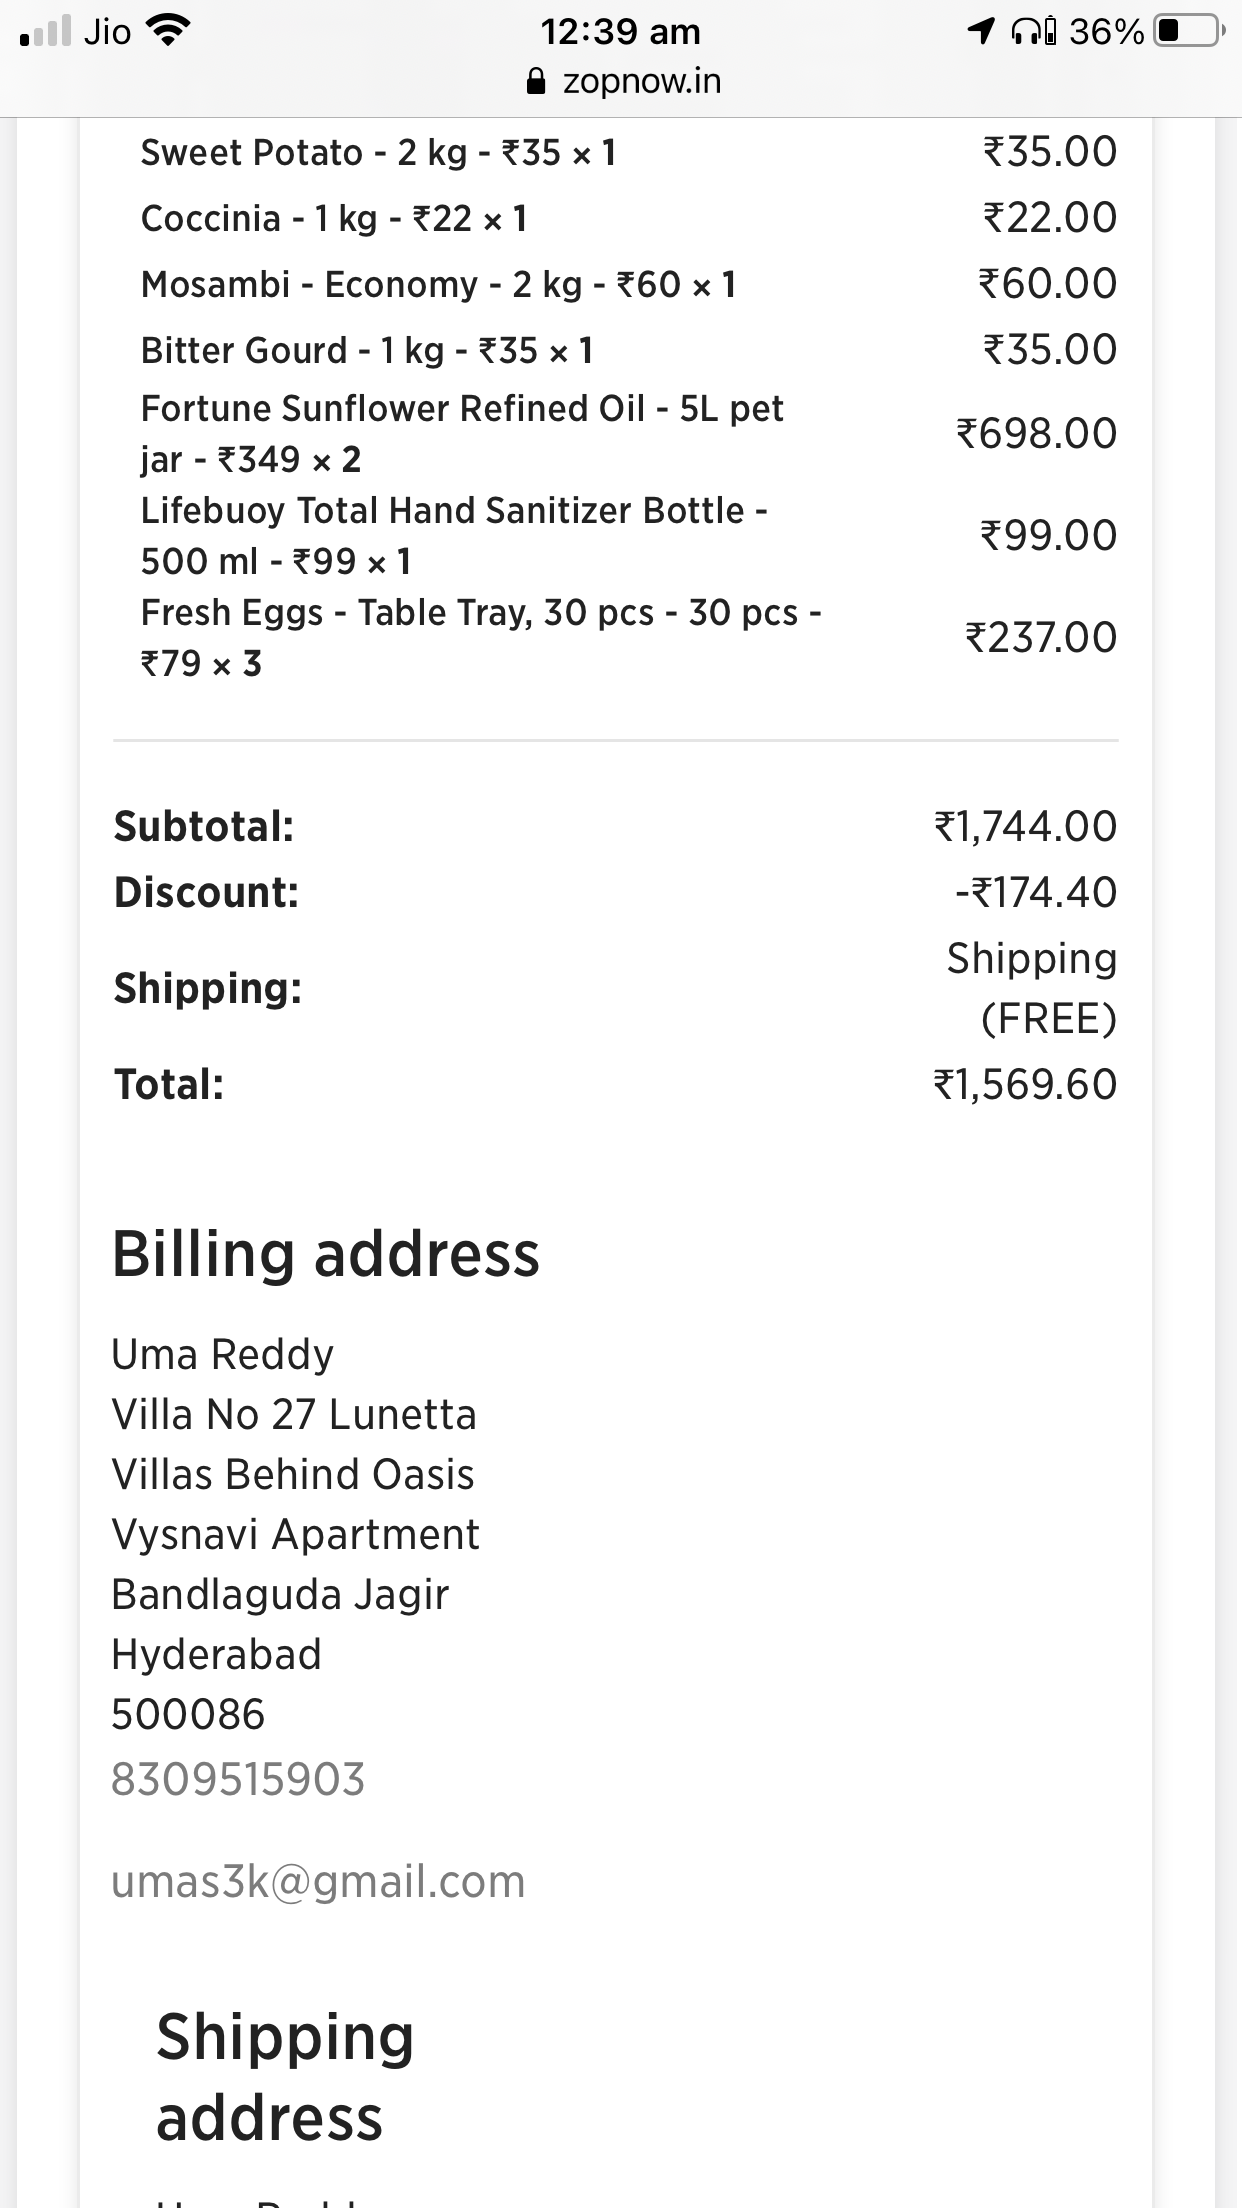 Jio 12:39 am 36%
zopnow.in
Sweet Potato - 2 kg - ₹35 × 1 ₹35.00
Coccinia - 1 kg - ₹22 × 1 ₹22.00
Mosambi - Economy - 2 kg - ₹60 × 1 ₹60.00
Bitter Gourd - 1 kg - ₹35 × 1 ₹35.00
Fortune Sunflower Refined Oil - 5L pet
jar - ₹349 × 2 ₹698.00
Lifebuoy Total Hand Sanitizer Bottle -
500 ml - ₹99 × 1 ₹99.00
Fresh Eggs - Table Tray, 30 pcs - 30 pcs -
₹79 × 3 ₹237.00
Subtotal: ₹1,744.00
Discount: -₹174.40
Shipping: Shipping
(FREE)
Total: ₹1,569.60
Billing address
Uma Reddy
Villa No 27 Lunetta
Villas Behind Oasis
Vysnavi Apartment
Bandlaguda Jagir
Hyderabad
500086
8309515903
umas3k@gmail.com
Shipping
address